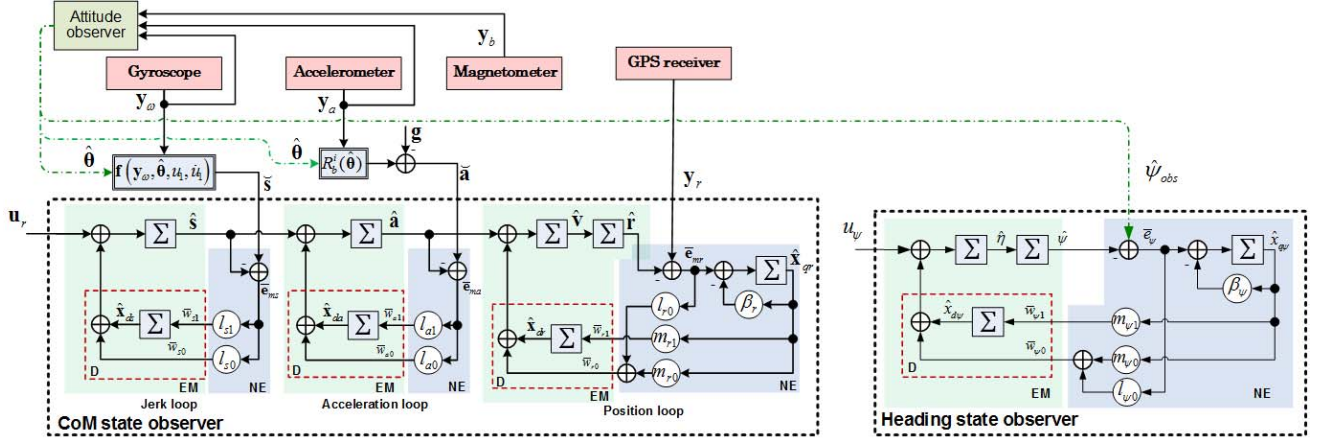 Attitude
observer
Gyroscope
Accelerometer
Magnetometer
GPS receiver
y_b
y_ω
y_a
g
-
θ̂
f(y_ω, θ̂, u₁, u̇₁)
s̆
θ̂
R_b^i(θ̂)
ă
y_r
ψ̂_obs
u_r
Σ
ŝ
Σ
â
Σ
v̂
Σ
r̂
ē_mr
Σ
x̂_qr
ē_ms
ē_ma
l_r0
β_r
x̂_ds
Σ
w̄_s1
l_s1
x̂_da
Σ
w̄_a1
l_a1
x̂_dr
Σ
w̄_r1
m_r1
w̄_s0
l_s0
w̄_a0
l_a0
w̄_r0
m_r0
D
EM
NE
D
EM
NE
D
EM
NE
Jerk loop
Acceleration loop
Position loop
CoM state observer
u_ψ
Σ
η̂
Σ
ψ̂
ē_ψ
Σ
x̂_qψ
β_ψ
x̂_dψ
Σ
w̄_ψ1
m_ψ1
w̄_ψ0
m_ψ0
l_ψ0
D
EM
NE
Heading state observer